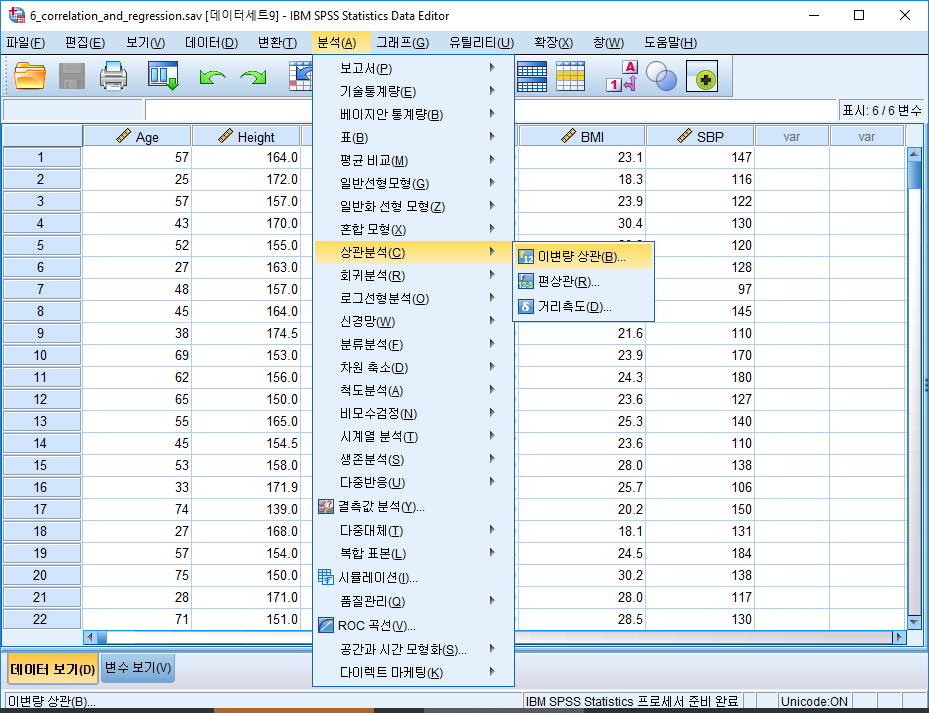 6_correlation_and_regression.sav [데이터세트9] - IBM SPSS Statistics Data Editor
파일(F) 편집(E) 보기(V) 데이터(D) 변환(T) 분석(A) 그래프(G) 유틸리티(U) 확장(X) 창(W) 도움말(H)
표시: 6 / 6 변수
Age Height BMI SBP var var
1 57 164.0 23.1 147
2 25 172.0 18.3 116
3 57 157.0 23.9 122
4 43 170.0 30.4 130
5 52 155.0 120
6 27 163.0 128
7 48 157.0 97
8 45 164.0 145
9 38 174.5 21.6 110
10 69 153.0 23.9 170
11 62 156.0 24.3 180
12 65 150.0 23.6 127
13 55 165.0 25.3 140
14 45 154.5 23.6 110
15 53 158.0 28.0 138
16 33 171.9 25.7 106
17 74 139.0 20.2 150
18 27 168.0 18.1 131
19 57 154.0 24.5 184
20 75 150.0 30.2 138
21 28 171.0 28.0 117
22 71 151.0 28.5 130
보고서(P)
기술통계량(E)
베이지안 통계량(B)
표(B)
평균 비교(M)
일반선형모형(G)
일반화 선형 모형(Z)
혼합 모형(X)
상관분석(C)
회귀분석(R)
로그선형분석(O)
신경망(W)
분류분석(F)
차원 축소(D)
척도분석(A)
비모수검정(N)
시계열 분석(T)
생존분석(S)
다중반응(U)
결측값 분석(Y)...
다중대체(T)
복합 표본(L)
시뮬레이션(I)...
품질관리(Q)
ROC 곡선(V)...
공간과 시간 모형화(S)...
다이렉트 마케팅(K)
이변량 상관(B)...
편상관(R)...
거리측도(D)...
데이터 보기(D) 변수 보기(V)
이변량 상관(B)... IBM SPSS Statistics 프로세서 준비 완료 Unicode:ON